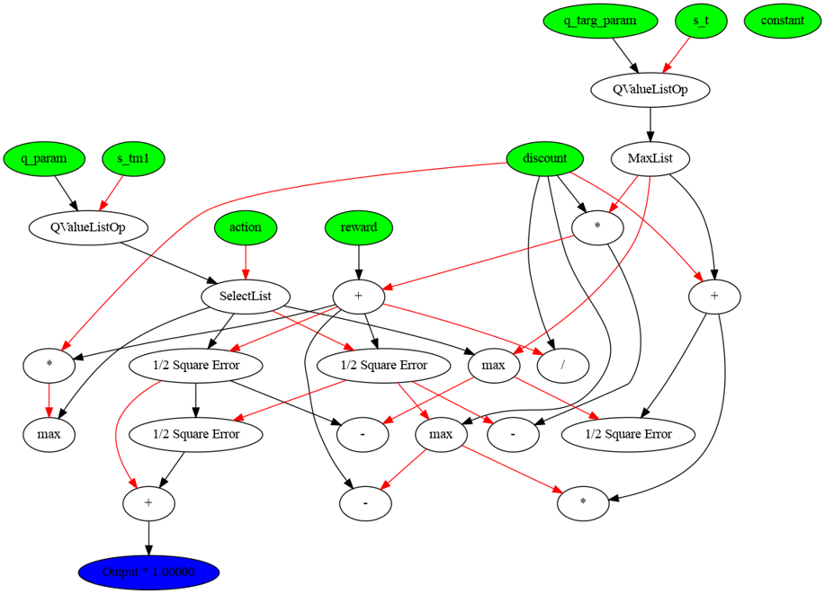 q_targ_param
s_t
constant
QValueListOp
q_param
s_tm1
discount
MaxList
QValueListOp
action
reward
*
SelectList
+
+
*
1/2 Square Error
1/2 Square Error
max
/
max
1/2 Square Error
-
max
-
1/2 Square Error
+
-
*
Output * 1.00000